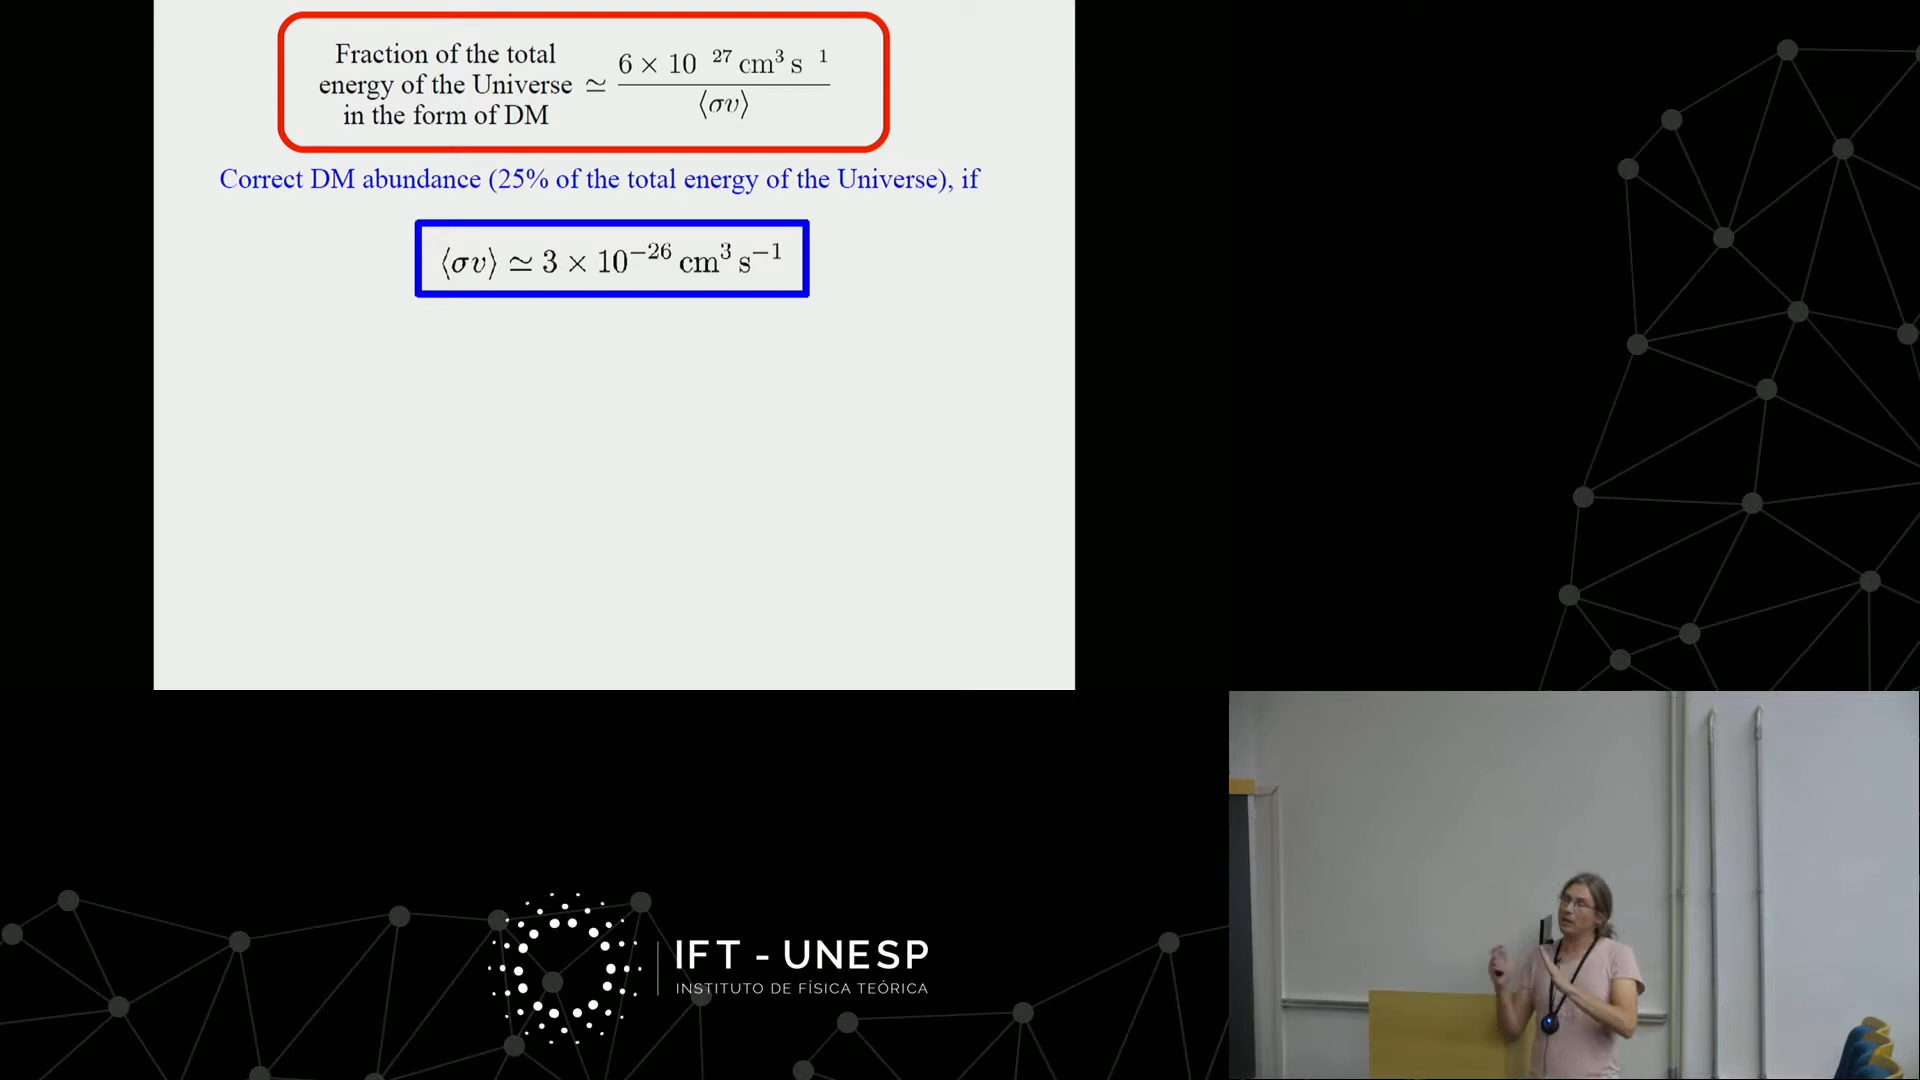 Fraction of the total
energy of the Universe
in the form of DM
≃ 6 × 10 27 cm³ s 1
⟨σv⟩
Correct DM abundance (25% of the total energy of the Universe), if
⟨σv⟩ ≃ 3 × 10⁻²⁶ cm³ s⁻¹
IFT - UNESP
INSTITUTO DE FÍSICA TEÓRICA